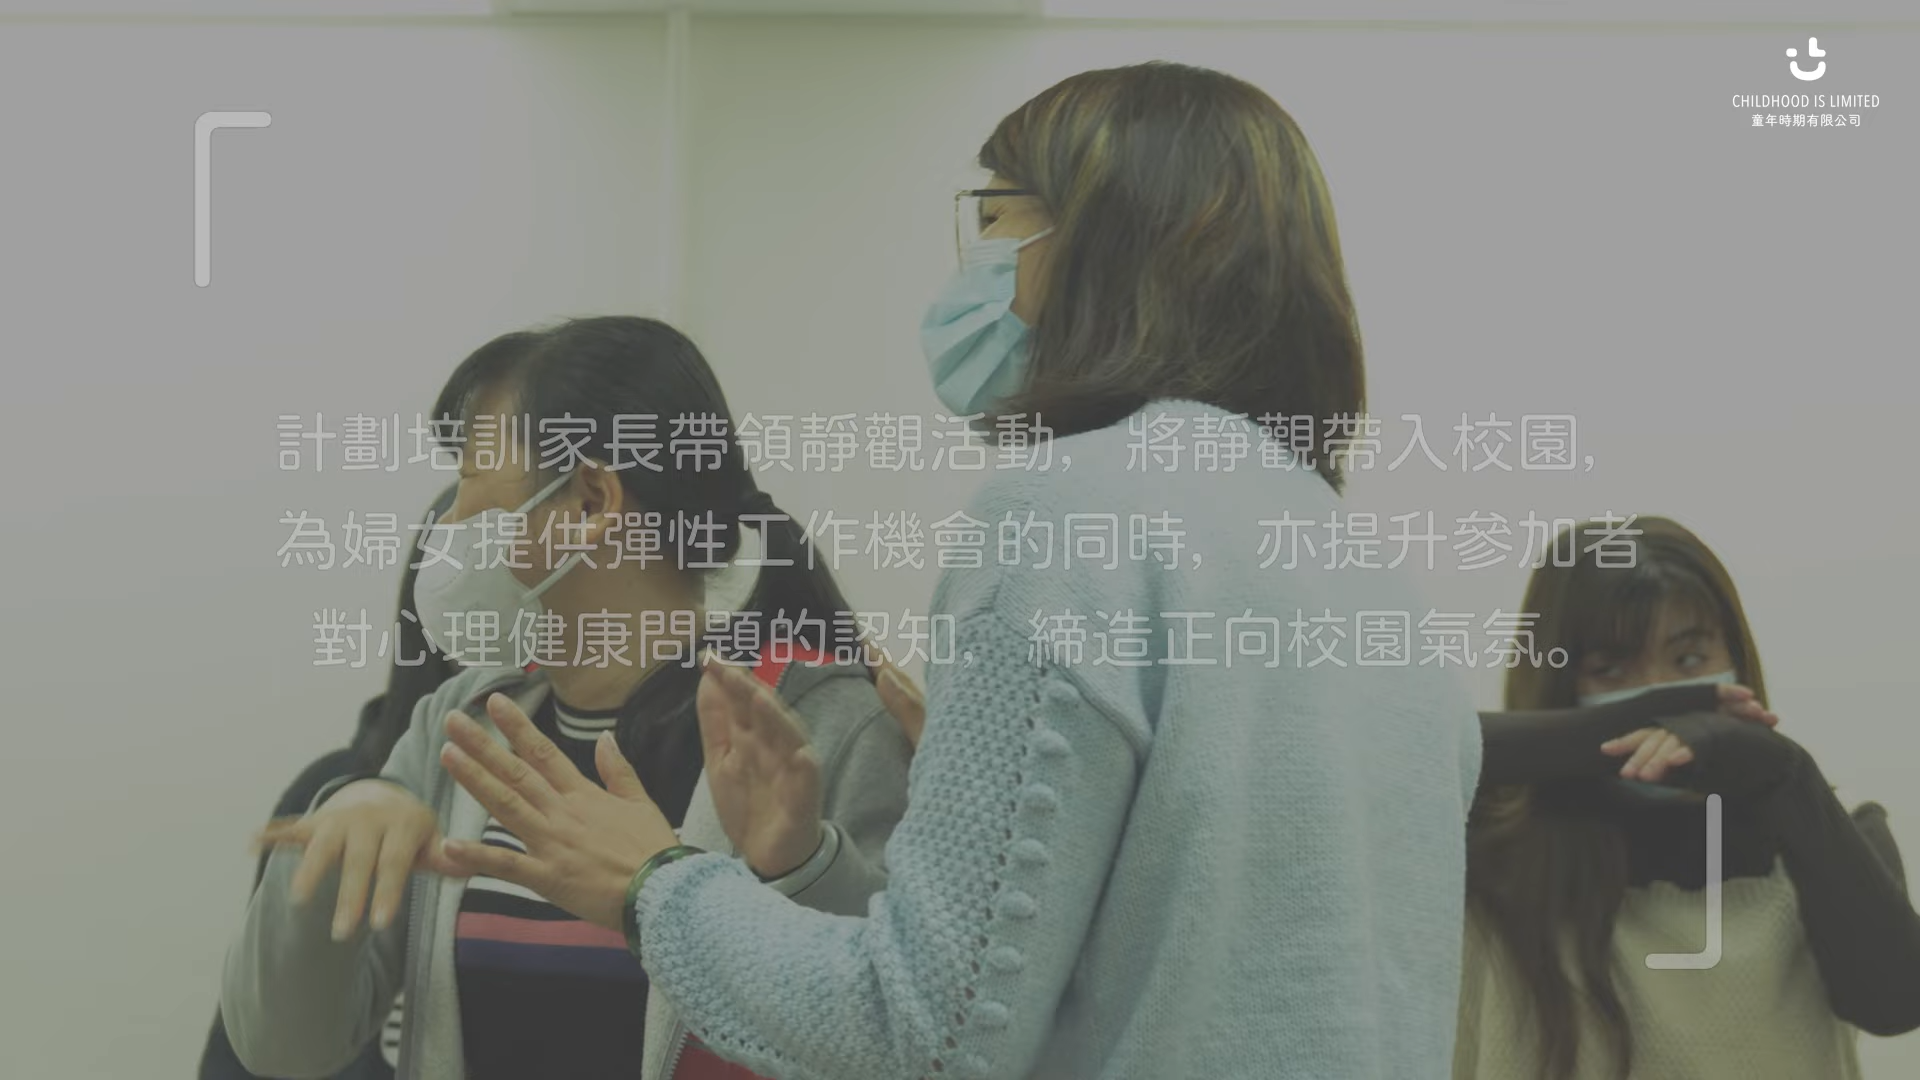 CHILDHOOD IS LIMITED
童年時期有限公司
計劃培訓家長帶領靜觀活動，將靜觀帶入校園，
為婦女提供彈性工作機會的同時，亦提升參加者
對心理健康問題的認知，締造正向校園氣氛。